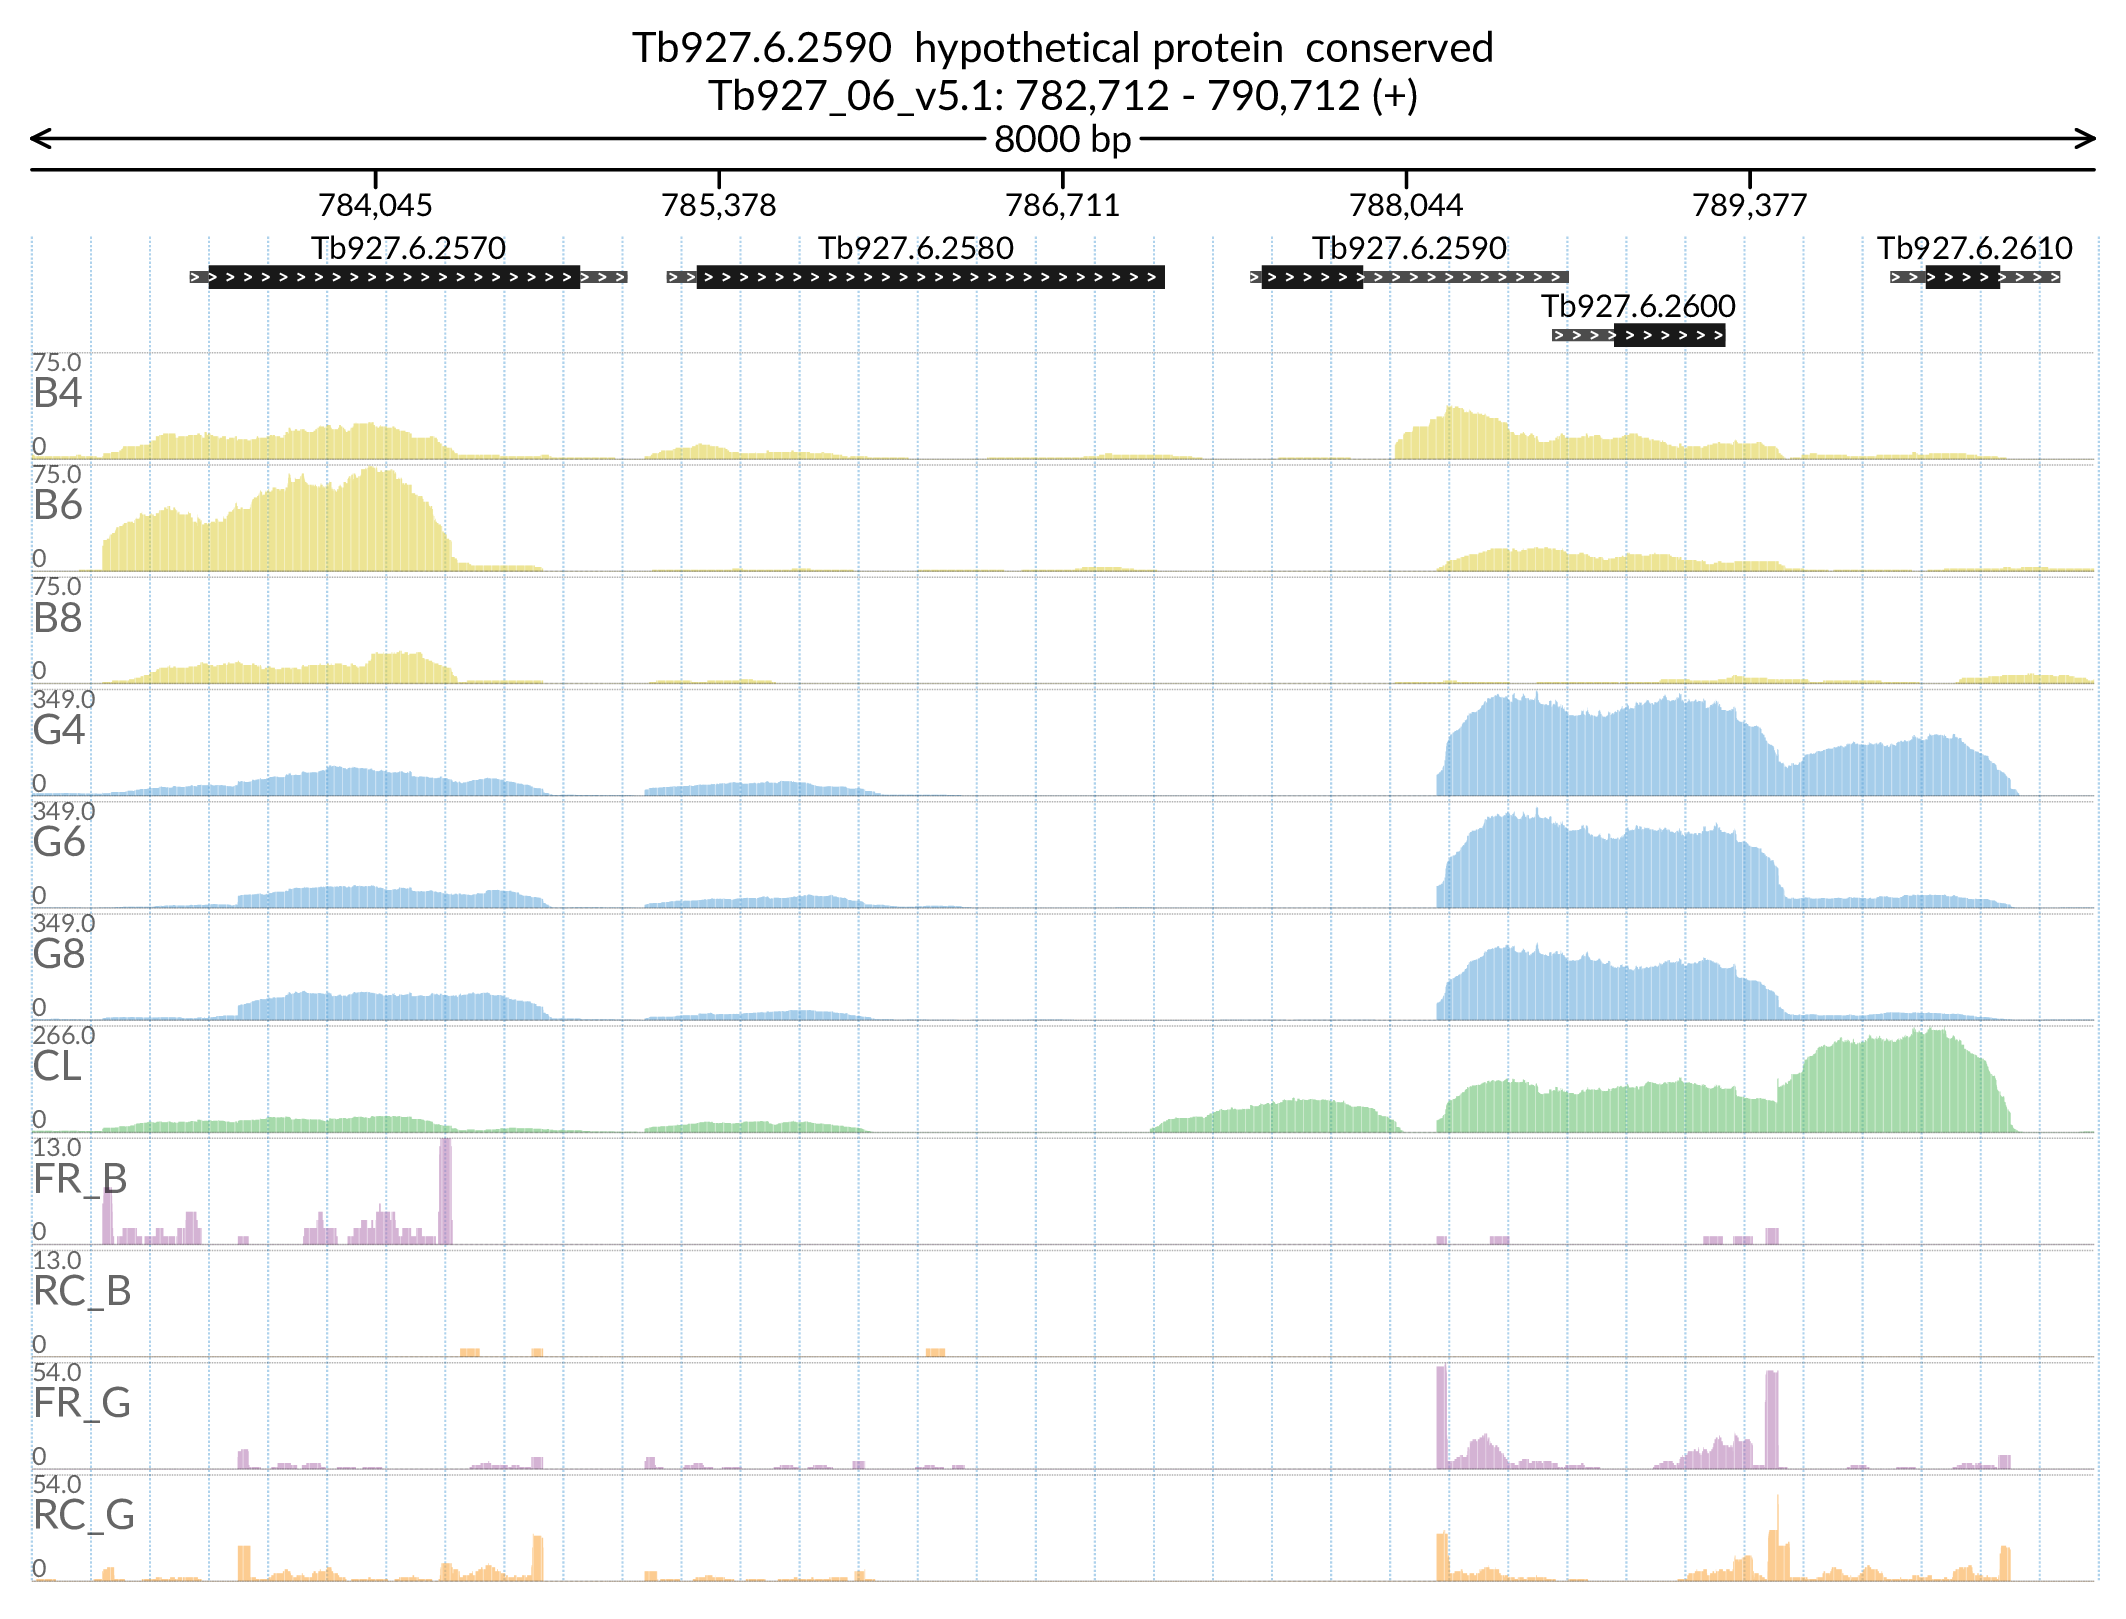 Tb927.6.2590  hypothetical protein  conserved
Tb927_06_v5.1: 782,712 - 790,712 (+)
8000 bp
784,045 785,378 786,711 788,044 789,377
Tb927.6.2570 Tb927.6.2580 Tb927.6.2590 Tb927.6.2610
Tb927.6.2600
75.0
B4
0
75.0
B6
0
75.0
B8
0
349.0
G4
0
349.0
G6
0
349.0
G8
0
266.0
CL
0
13.0
FR_B
0
13.0
RC_B
0
54.0
FR_G
0
54.0
RC_G
0